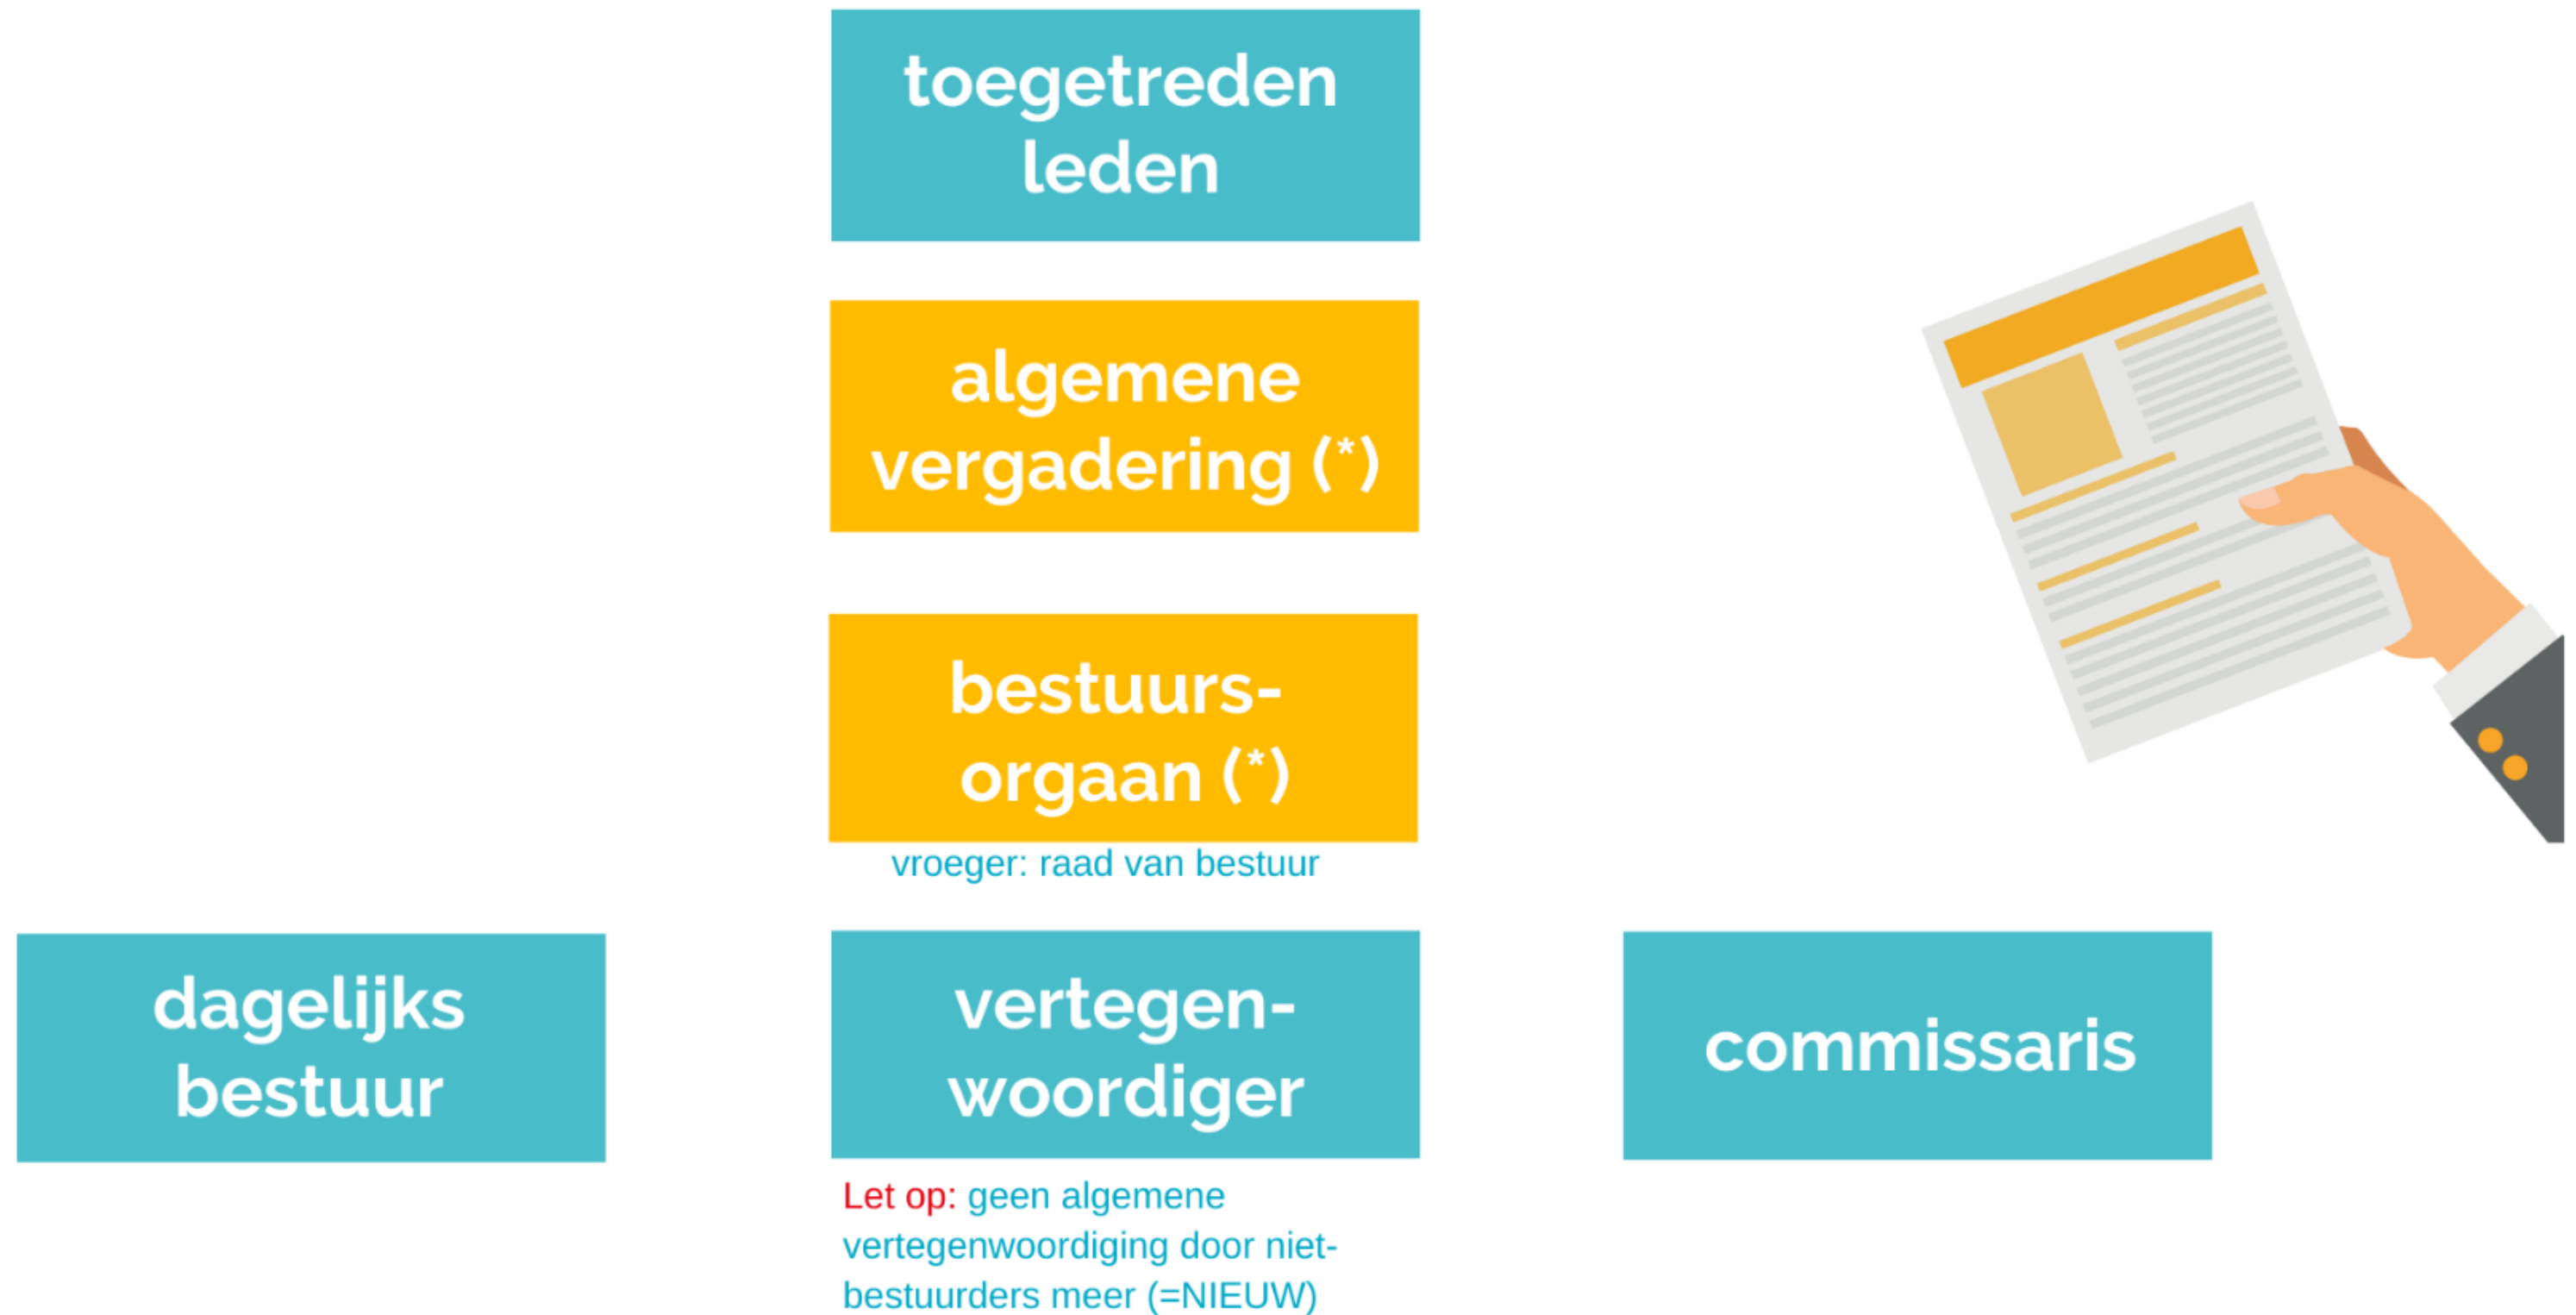 toegetreden
leden
algemene
vergadering (*)
bestuurs-
orgaan (*)
vroeger: raad van bestuur
dagelijks
bestuur
vertegen-
woordiger
commissaris
Let op: geen algemene
vertegenwoordiging door niet-
bestuurders meer (=NIEUW)